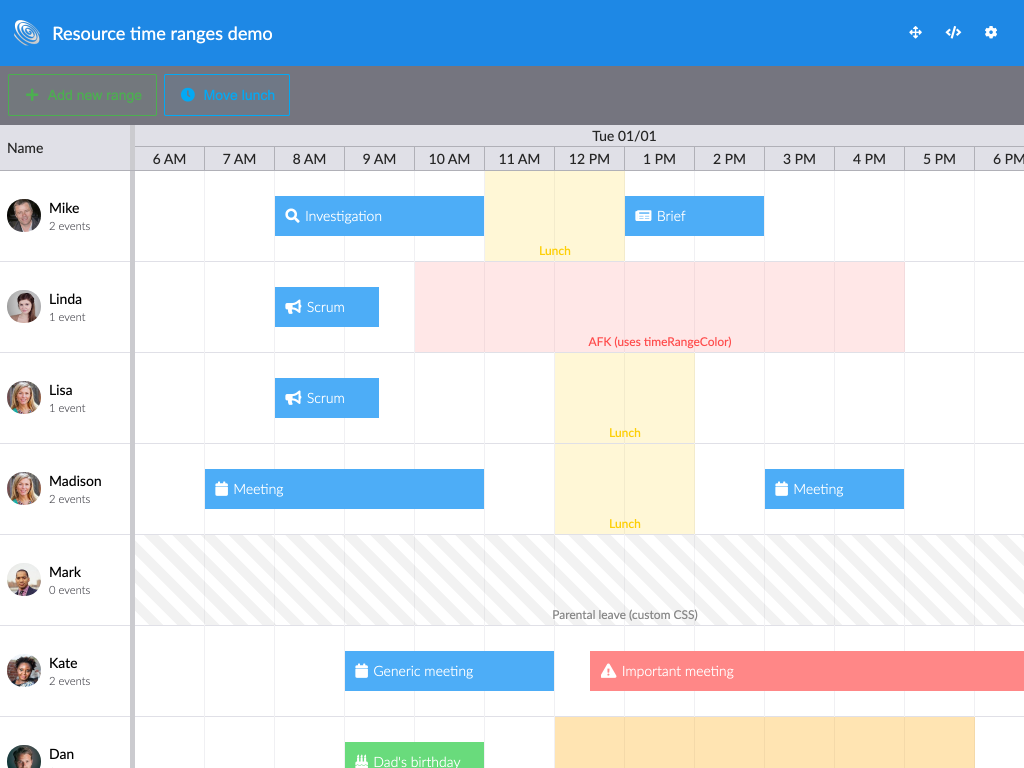 Resource time ranges demo
Add new range
Move lunch
Name
Tue 01/01
6 AM 7 AM 8 AM 9 AM 10 AM 11 AM 12 PM 1 PM 2 PM 3 PM 4 PM 5 PM 6 PM
Mike
2 events
Investigation
Brief
Lunch
Linda
1 event
Scrum
AFK (uses timeRangeColor)
Lisa
1 event
Scrum
Lunch
Madison
2 events
Meeting
Meeting
Lunch
Mark
0 events
Parental leave (custom CSS)
Kate
2 events
Generic meeting
Important meeting
Dan
Dad's birthday